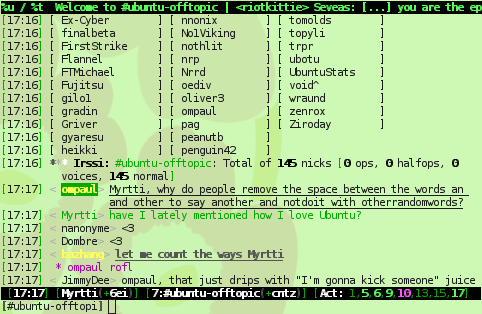 %u / %t  Welcome to #ubuntu-offtopic | <riotkittie> Seveas: [...] you are the ep
[17:16] [ Ex-Cyber ] [ nnonix ] [ tomolds ]
[17:16] [ finalbeta ] [ No1Viking ] [ topyli ]
[17:16] [ FirstStrike ] [ nothlit ] [ trpr ]
[17:16] [ Flannel ] [ nrp ] [ ubotu ]
[17:16] [ FTMichael ] [ Nrrd ] [ UbuntuStats ]
[17:16] [ Fujitsu ] [ oediv ] [ void^ ]
[17:16] [ gilo1 ] [ oliver3 ] [ wraund ]
[17:16] [ gradin ] [ ompaul ] [ zenrox ]
[17:16] [ Griver ] [ pag ] [ Ziroday ]
[17:16] [ gyaresu ] [ peanutb ]
[17:16] [ heikki ] [ penguin42 ]
[17:16] *** Irssi: #ubuntu-offtopic: Total of 145 nicks [0 ops, 0 halfops, 0
voices, 145 normal]
[17:17] < ompaul> Myrtti, why do people remove the space between the words an
and other to say another and notdoit with otherrandomwords?
[17:17] < Myrtti> have I lately mentioned how I love Ubuntu?
[17:17] < nanonyme> <3
[17:17] < Dombre> <3
[17:17] < bazhang> let me count the ways Myrtti
[17:17] * ompaul rofl
[17:17] < JimmyDee> ompaul, that just drips with "I'm gonna kick someone" juice
[17:17] [Myrtti(+6ei)] [7:#ubuntu-offtopic(+cntz)] [Act: 1,5,6,9,10,13,15,17]
[#ubuntu-offtopi]